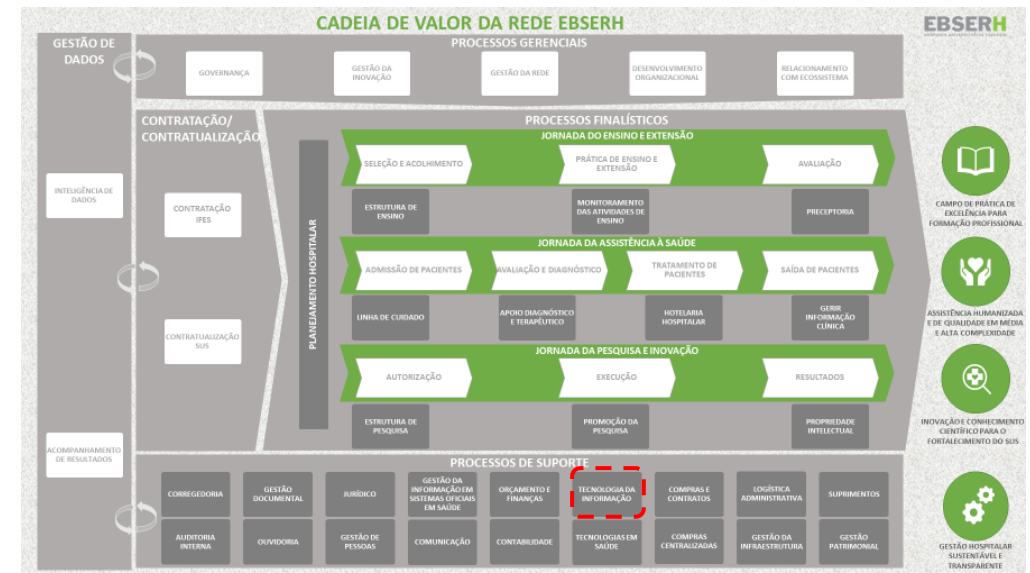 CADEIA DE VALOR DA REDE EBSERH
EBSERH
GESTÃO DE
DADOS
PROCESSOS GERENCIAIS
GOVERNANÇA
GESTÃO DA
INOVAÇÃO
GESTÃO DA REDE
DESENVOLVIMENTO
ORGANIZACIONAL
RELACIONAMENTO
COM ECOSSISTEMA
INTELIGÊNCIA DE
DADOS
ACOMPANHAMENTO
DE RESULTADOS
CONTRATAÇÃO/
CONTRATUALIZAÇÃO
CONTRATAÇÃO
IFES
CONTRATUALIZAÇÃO
SUS
PROCESSOS FINALÍSTICOS
PLANEJAMENTO HOSPITALAR
JORNADA DO ENSINO E EXTENSÃO
SELEÇÃO E ACOLHIMENTO
PRÁTICA DE ENSINO E
EXTENSÃO
AVALIAÇÃO
ESTRUTURA DE
ENSINO
MONITORAMENTO
DAS ATIVIDADES DE
ENSINO
PRECEPTORIA
JORNADA DA ASSISTÊNCIA À SAÚDE
ADMISSÃO DE PACIENTES
AVALIAÇÃO E DIAGNÓSTICO
TRATAMENTO DE
PACIENTES
SAÍDA DE PACIENTES
LINHA DE CUIDADO
APOIO DIAGNÓSTICO
E TERAPÊUTICO
HOTELARIA
HOSPITALAR
GERIR
INFORMAÇÃO
CLÍNICA
JORNADA DA PESQUISA E INOVAÇÃO
AUTORIZAÇÃO
EXECUÇÃO
RESULTADOS
ESTRUTURA DE
PESQUISA
PROMOÇÃO DA
PESQUISA
PROPRIEDADE
INTELECTUAL
PROCESSOS DE SUPORTE
CORREGEDORIA
GESTÃO
DOCUMENTAL
JURÍDICO
GESTÃO DA
INFORMAÇÃO EM
SISTEMAS OFICIAIS
EM SAÚDE
ORÇAMENTO E
FINANÇAS
TECNOLOGIA DA
INFORMAÇÃO
COMPRAS E
CONTRATOS
LOGÍSTICA
ADMINISTRATIVA
SUPRIMENTOS
AUDITORIA
INTERNA
OUVIDORIA
GESTÃO DE
PESSOAS
COMUNICAÇÃO
CONTABILIDADE
TECNOLOGIAS EM
SAÚDE
COMPRAS
CENTRALIZADAS
GESTÃO DA
INFRAESTRUTURA
GESTÃO
PATRIMONIAL
CAMPO DE PRÁTICA DE
EXCELÊNCIA PARA
FORMAÇÃO PROFISSIONAL
ASSISTÊNCIA HUMANIZADA
E DE QUALIDADE EM MÉDIA
E ALTA COMPLEXIDADE
INOVAÇÃO E CONHECIMENTO
CIENTÍFICO PARA O
FORTALECIMENTO DO SUS
GESTÃO HOSPITALAR
SUSTENTÁVEL E
TRANSPARENTE